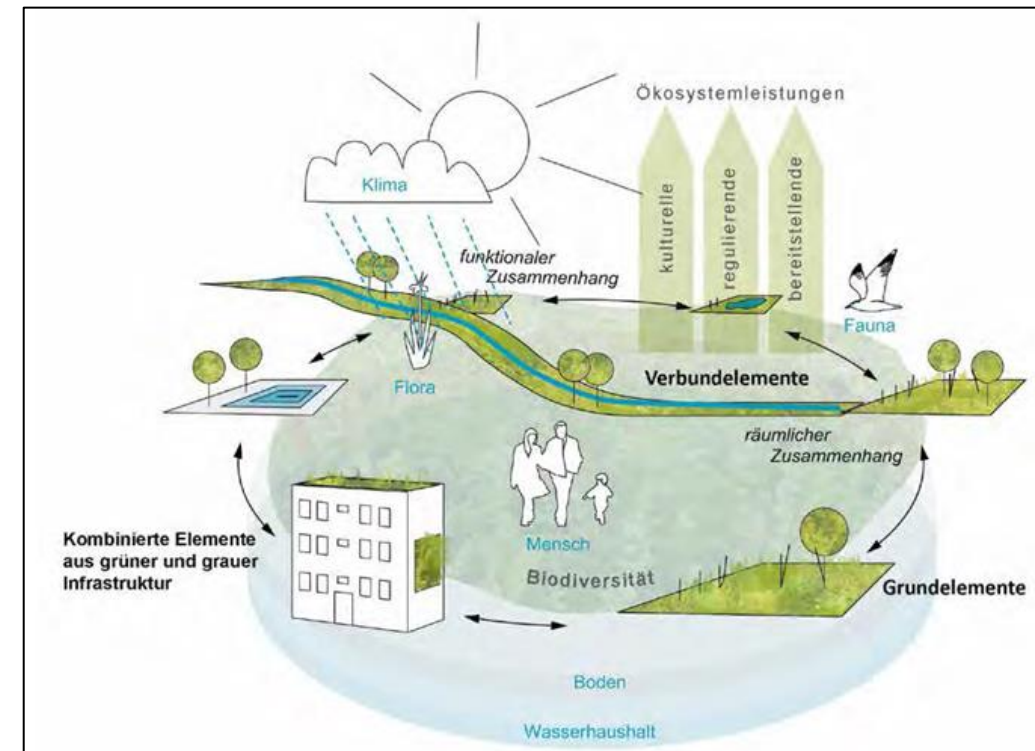 Ökosystemleistungen
Klima
kulturelle
regulierende
bereitstellende
funktionaler
Zusammenhang
Fauna
Flora
Verbundelemente
räumlicher
Zusammenhang
Kombinierte Elemente
aus grüner und grauer
Infrastruktur
Mensch
Biodiversität
Grundelemente
Boden
Wasserhaushalt